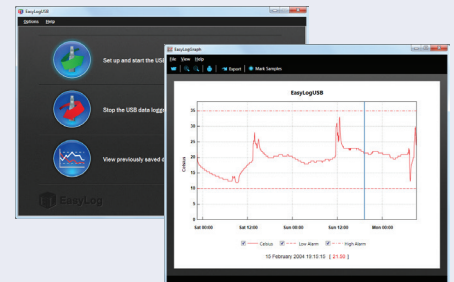 EasyLogUSB
Options Help
Set up and start the USB
Stop the USB data logg
View previously saved d
EasyLog
EasyLogGraph
File View Help
Export Mark Samples
EasyLogUSB
35
30
25
20
15
10
5
0
Celsius
Sat 00:00 Sat 12:00 Sun 00:00 Sun 12:00 Mon 00:00
Celsius Low Alarm High Alarm
15 February 2004 19:15:15 [ 21.50 ]